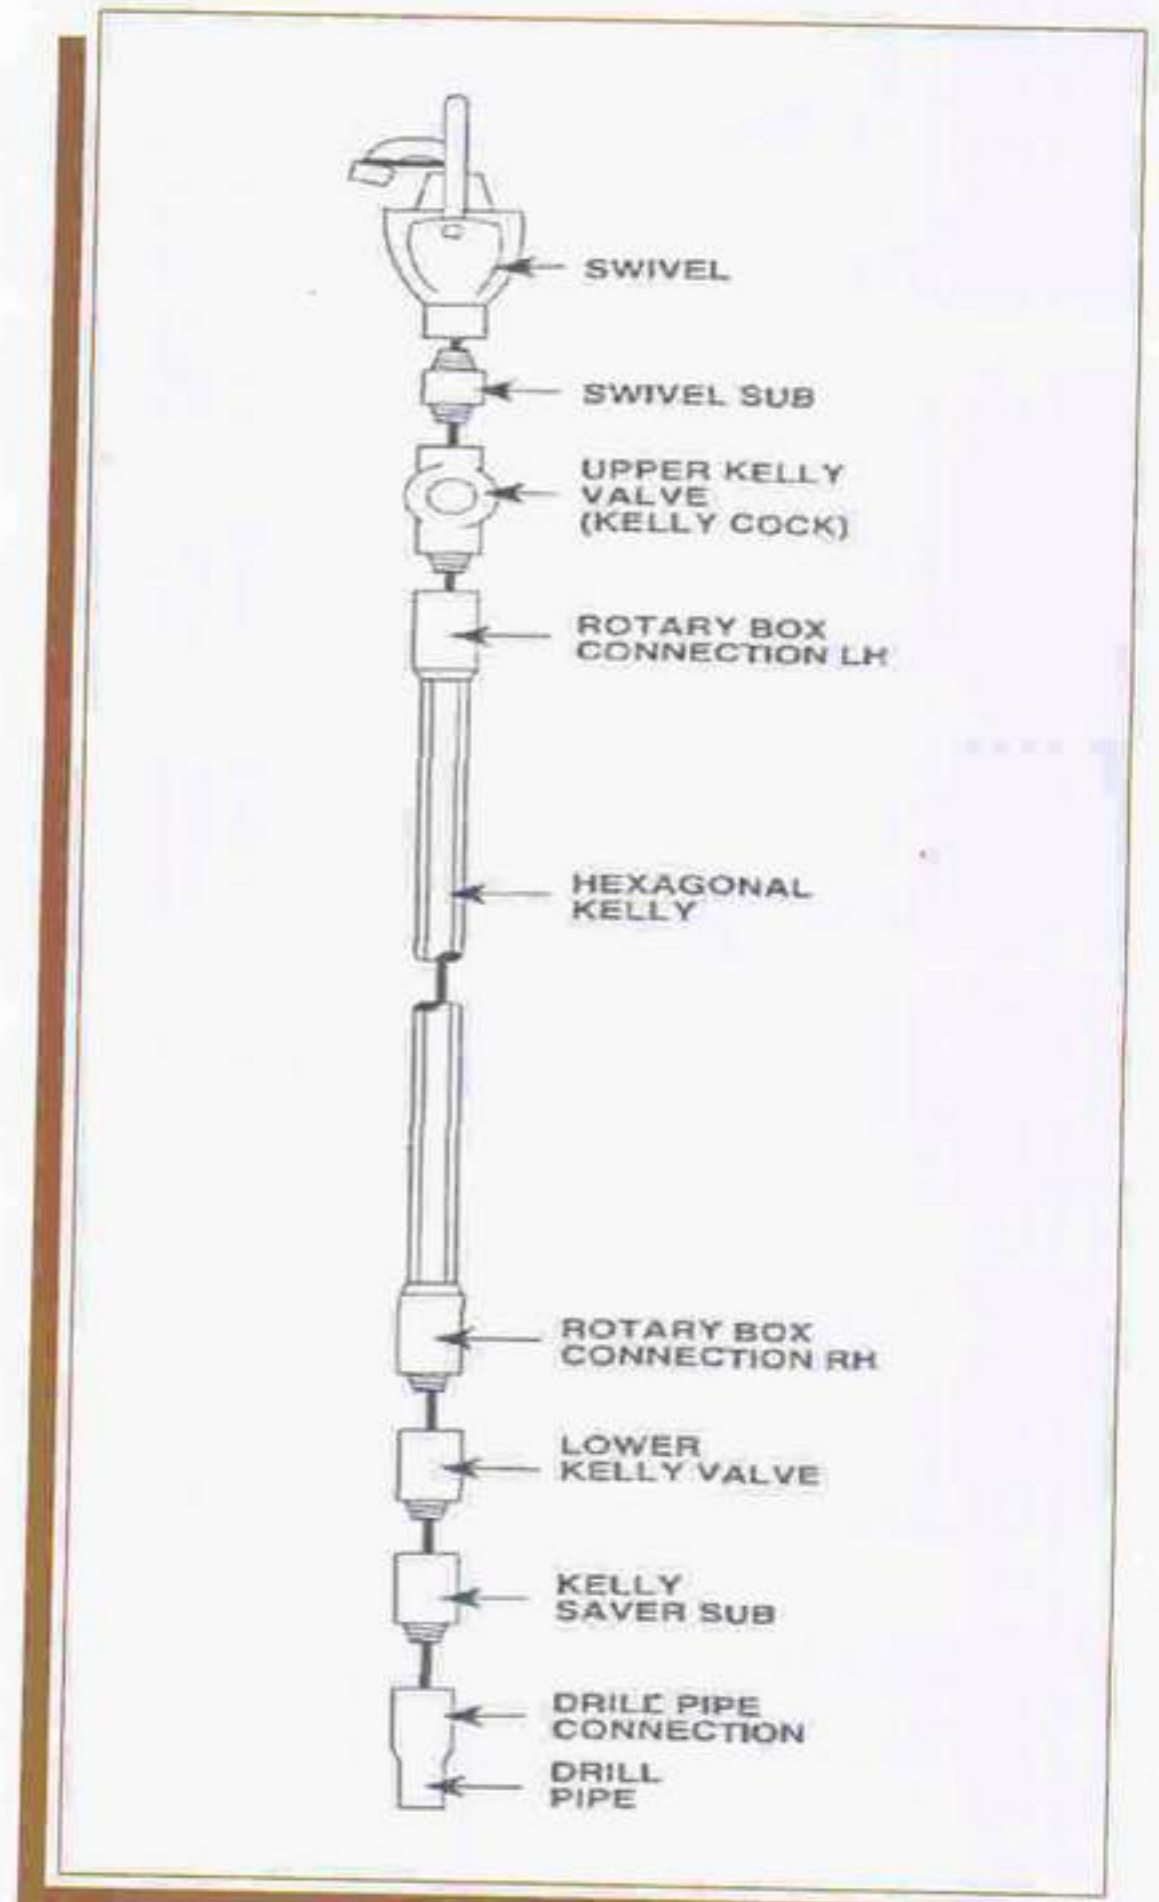 SWIVEL
SWIVEL SUB
UPPER KELLY
VALVE
(KELLY COCK)
ROTARY BOX
CONNECTION LH
HEXAGONAL
KELLY
ROTARY BOX
CONNECTION RH
LOWER
KELLY VALVE
KELLY
SAVER SUB
DRILL PIPE
CONNECTION
DRILL
PIPE